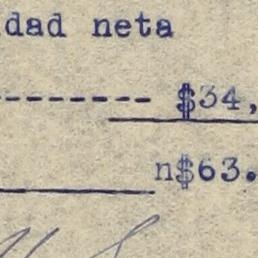 dad neta
---------- $34,
n$63.